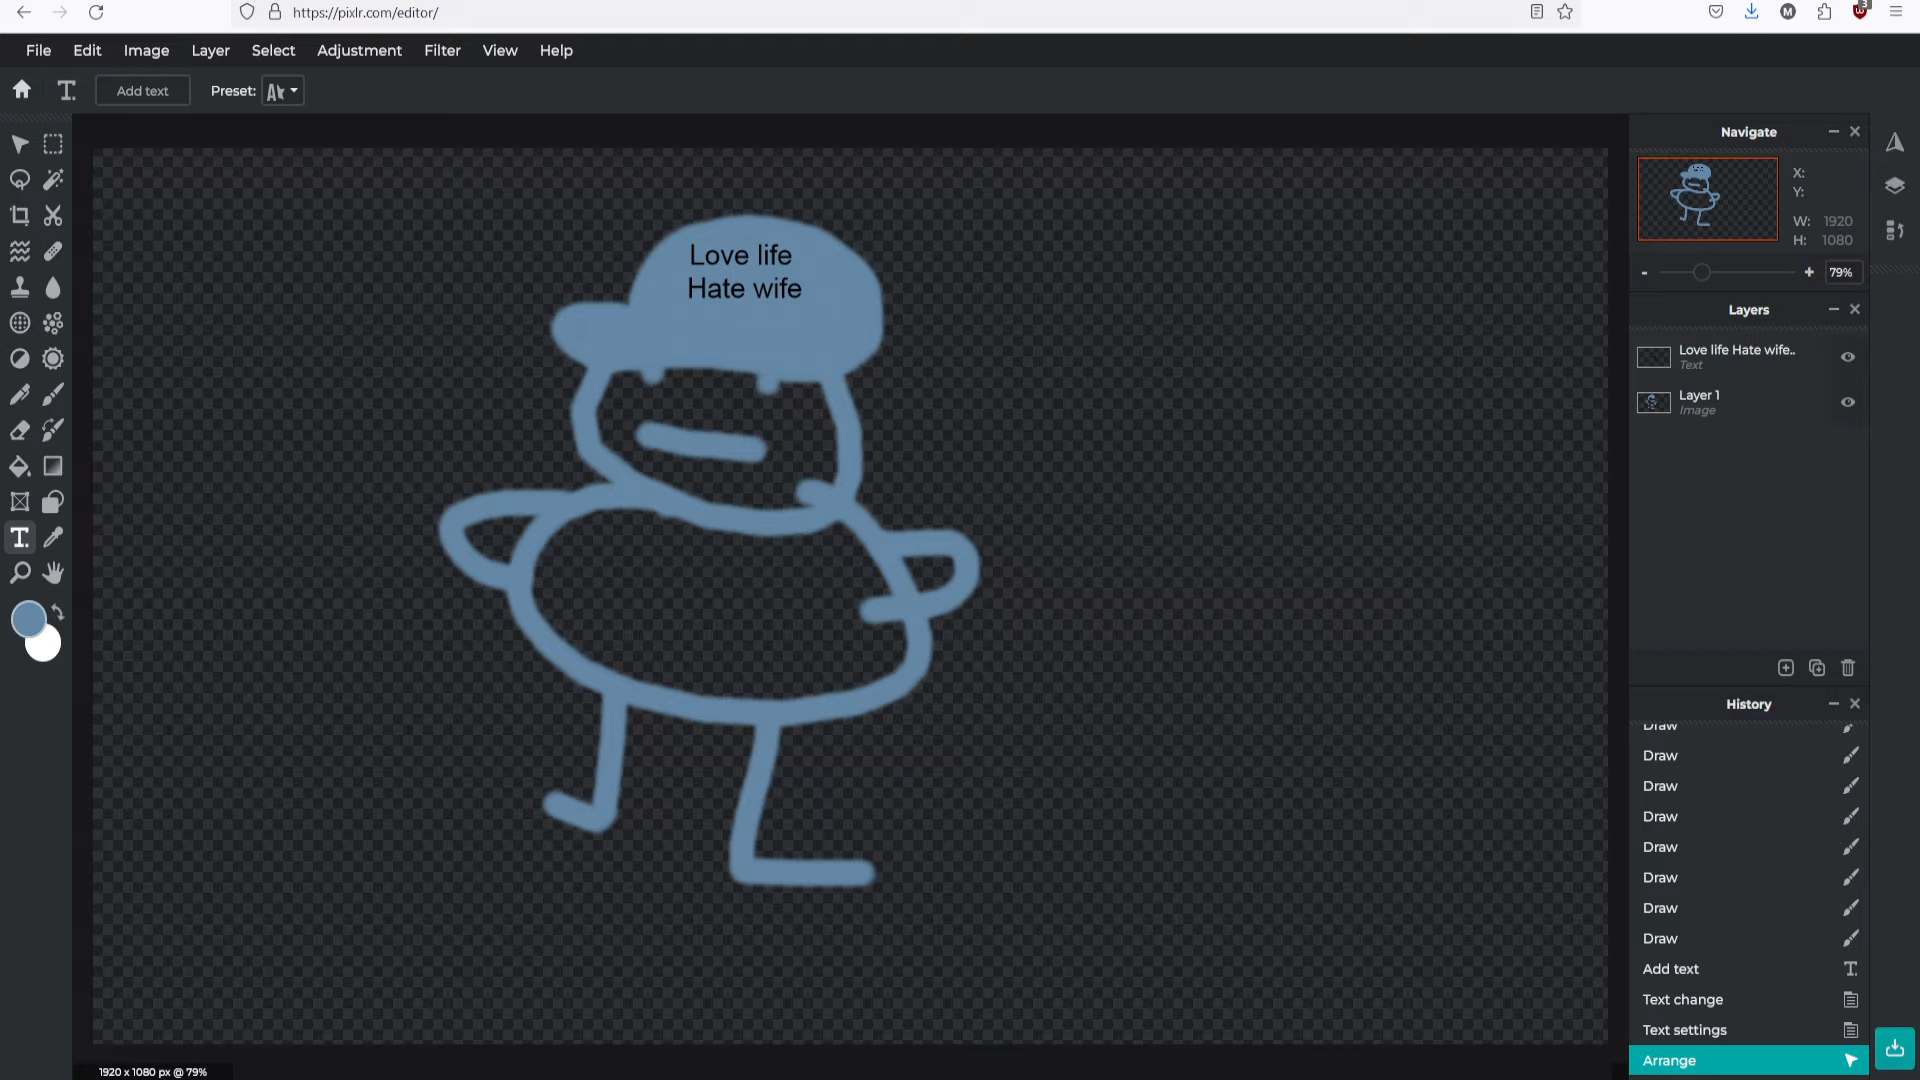 https://pixlr.com/editor/
3
File Edit Image Layer Select Adjustment Filter View Help
Add text Preset:
Navigate
X:
Y:
W: 1920
H: 1080
- + 79%
Love life
Hate wife
Layers
Love life Hate wife..
Text
Layer 1
Image
History
Draw
Draw
Draw
Draw
Draw
Draw
Draw
Draw
Add text
Text change
Text settings
Arrange
1920 x 1080 px @ 79%